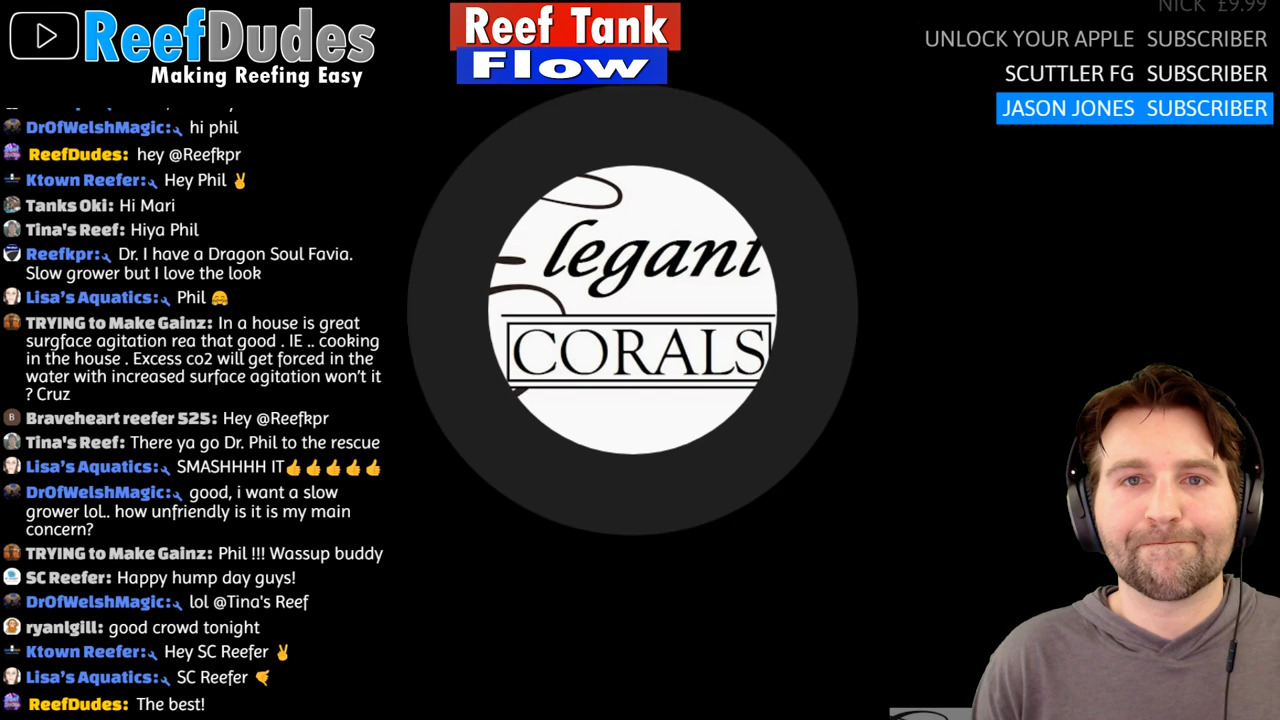 ReefDudes
Making Reefing Easy
Reef Tank
Flow
NICK £9.99
UNLOCK YOUR APPLE SUBSCRIBER
SCUTTLER FG SUBSCRIBER
JASON JONES SUBSCRIBER
DrOfWelshMagic: hi phil
ReefDudes: hey @Reefkpr
Ktown Reefer: Hey Phil ✌
Tanks Oki: Hi Mari
Tina's Reef: Hiya Phil
Reefkpr: Dr. I have a Dragon Soul Favia.
Slow grower but I love the look
Lisa's Aquatics: Phil 🤗
TRYING to Make Gainz: In a house is great
surgface agitation rea that good . IE .. cooking
in the house . Excess co2 will get forced in the
water with increased surface agitation won't it
? Cruz
B Braveheart reefer 525: Hey @Reefkpr
Tina's Reef: There ya go Dr. Phil to the rescue
Lisa's Aquatics: SMASHHHH IT👍👍👍👍👍
DrOfWelshMagic: good, i want a slow
grower lol.. how unfriendly is it is my main
concern?
TRYING to Make Gainz: Phil !!! Wassup buddy
SC Reefer: Happy hump day guys!
DrOfWelshMagic: lol @Tina's Reef
ryanlgill: good crowd tonight
Ktown Reefer: Hey SC Reefer ✌
Lisa's Aquatics: SC Reefer 🤙
ReefDudes: The best!
Elegant
CORALS